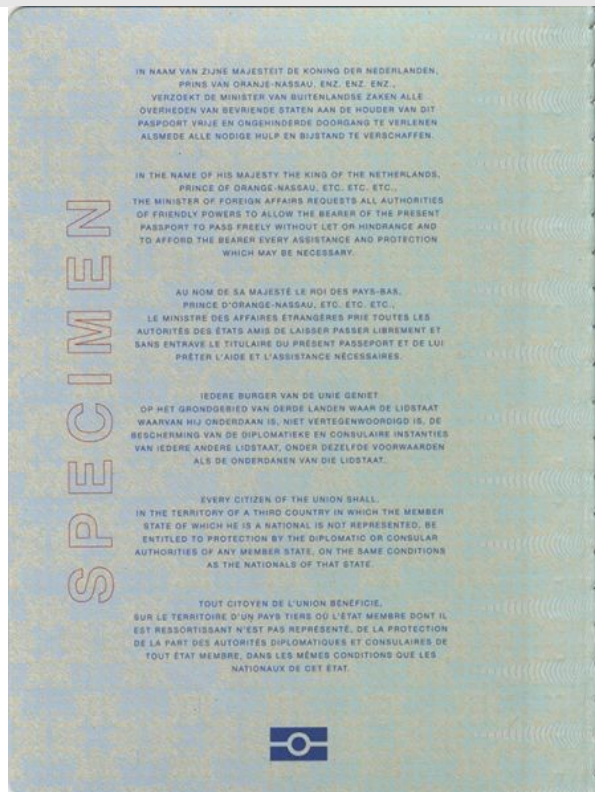 IN NAAM VAN ZIJNE MAJESTEIT DE KONING DER NEDERLANDEN,
PRINS VAN ORANJE-NASSAU, ENZ. ENZ. ENZ.,
VERZOEKT DE MINISTER VAN BUITENLANDSE ZAKEN ALLE
OVERHEDEN VAN BEVRIENDE STATEN AAN DE HOUDER VAN DIT
PASPOORT VRIJE EN ONGEHINDERDE DOORGANG TE VERLENEN
ALSMEDE ALLE NODIGE HULP EN BIJSTAND TE VERSCHAFFEN.
IN THE NAME OF HIS MAJESTY THE KING OF THE NETHERLANDS,
PRINCE OF ORANGE-NASSAU, ETC. ETC. ETC.,
THE MINISTER OF FOREIGN AFFAIRS REQUESTS ALL AUTHORITIES
OF FRIENDLY POWERS TO ALLOW THE BEARER OF THE PRESENT
PASSPORT TO PASS FREELY WITHOUT LET OR HINDRANCE AND
TO AFFORD THE BEARER EVERY ASSISTANCE AND PROTECTION
WHICH MAY BE NECESSARY.
AU NOM DE SA MAJESTÉ LE ROI DES PAYS-BAS,
PRINCE D'ORANGE-NASSAU, ETC. ETC. ETC.,
LE MINISTRE DES AFFAIRES ÉTRANGÈRES PRIE TOUTES LES
AUTORITÉS DES ÉTATS AMIS DE LAISSER PASSER LIBREMENT ET
SANS ENTRAVE LE TITULAIRE DU PRÉSENT PASSEPORT ET DE LUI
PRÊTER L'AIDE ET L'ASSISTANCE NÉCESSAIRES.
IEDERE BURGER VAN DE UNIE GENIET
OP HET GRONDGEBIED VAN DERDE LANDEN WAAR DE LIDSTAAT
WAARVAN HIJ ONDERDAAN IS, NIET VERTEGENWOORDIGD IS, DE
BESCHERMING VAN DE DIPLOMATIEKE EN CONSULAIRE INSTANTIES
VAN IEDERE ANDERE LIDSTAAT, ONDER DEZELFDE VOORWAARDEN
ALS DE ONDERDANEN VAN DIE LIDSTAAT.
EVERY CITIZEN OF THE UNION SHALL,
IN THE TERRITORY OF A THIRD COUNTRY IN WHICH THE MEMBER
STATE OF WHICH HE IS A NATIONAL IS NOT REPRESENTED, BE
ENTITLED TO PROTECTION BY THE DIPLOMATIC OR CONSULAR
AUTHORITIES OF ANY MEMBER STATE, ON THE SAME CONDITIONS
AS THE NATIONALS OF THAT STATE.
TOUT CITOYEN DE L'UNION BÉNÉFICIE,
SUR LE TERRITOIRE D'UN PAYS TIERS OÙ L'ÉTAT MEMBRE DONT IL
EST RESSORTISSANT N'EST PAS REPRÉSENTÉ, DE LA PROTECTION
DE LA PART DES AUTORITÉS DIPLOMATIQUES ET CONSULAIRES DE
TOUT ÉTAT MEMBRE, DANS LES MÊMES CONDITIONS QUE LES
NATIONAUX DE CET ÉTAT.
SPECIMEN